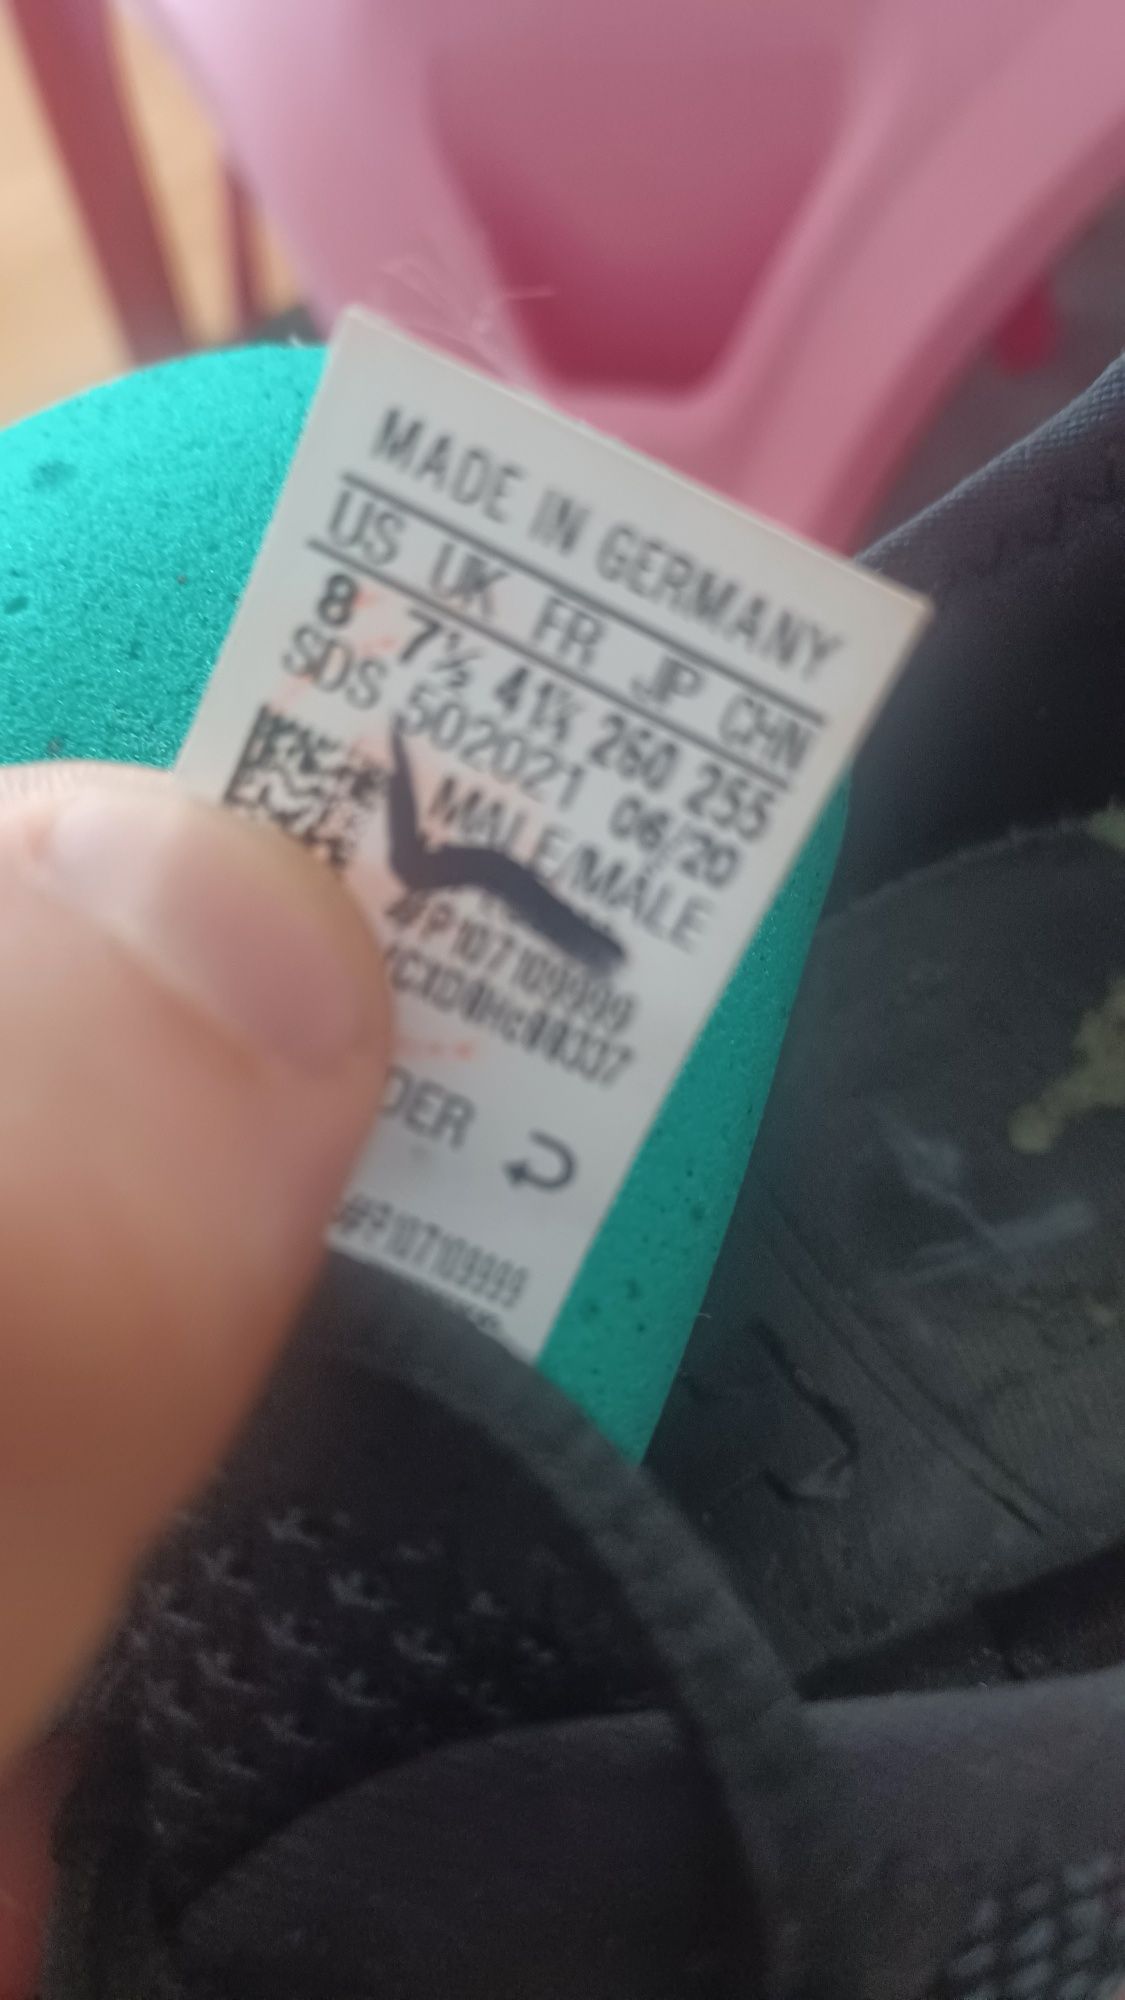 MADE IN GERMANY
US UK FR JP CHN
8 7½ 41⅓ 260 255
SDS 502021 06/20
MALE/MÂLE
#P107109999
DER
#P107109999